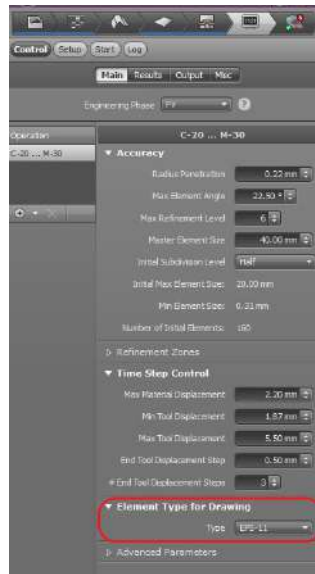 Control Setup Start Log
Main Results Output Misc
Engineering Phase FV
Operation
C-20 ... M-30
C-20 ... M-30
▼ Accuracy
Radius Penetration 0.22 mm
Max Element Angle 22.50 °
Max Refinement Level 6
Master Element Size 40.00 mm
Initial Subdivision Level Half
Initial Max Element Size: 20.00 mm
Min Element Size: 0.31 mm
Number of Initial Elements: 160
Refinement Zones
▼ Time Step Control
Max Material Displacement 2.20 mm
Min Tool Displacement 1.87 mm
Max Tool Displacement 5.50 mm
End Tool Displacement Step 0.50 mm
# End Tool Displacement Steps 3
▼ Element Type for Drawing
Type EPS-11
Advanced Parameters